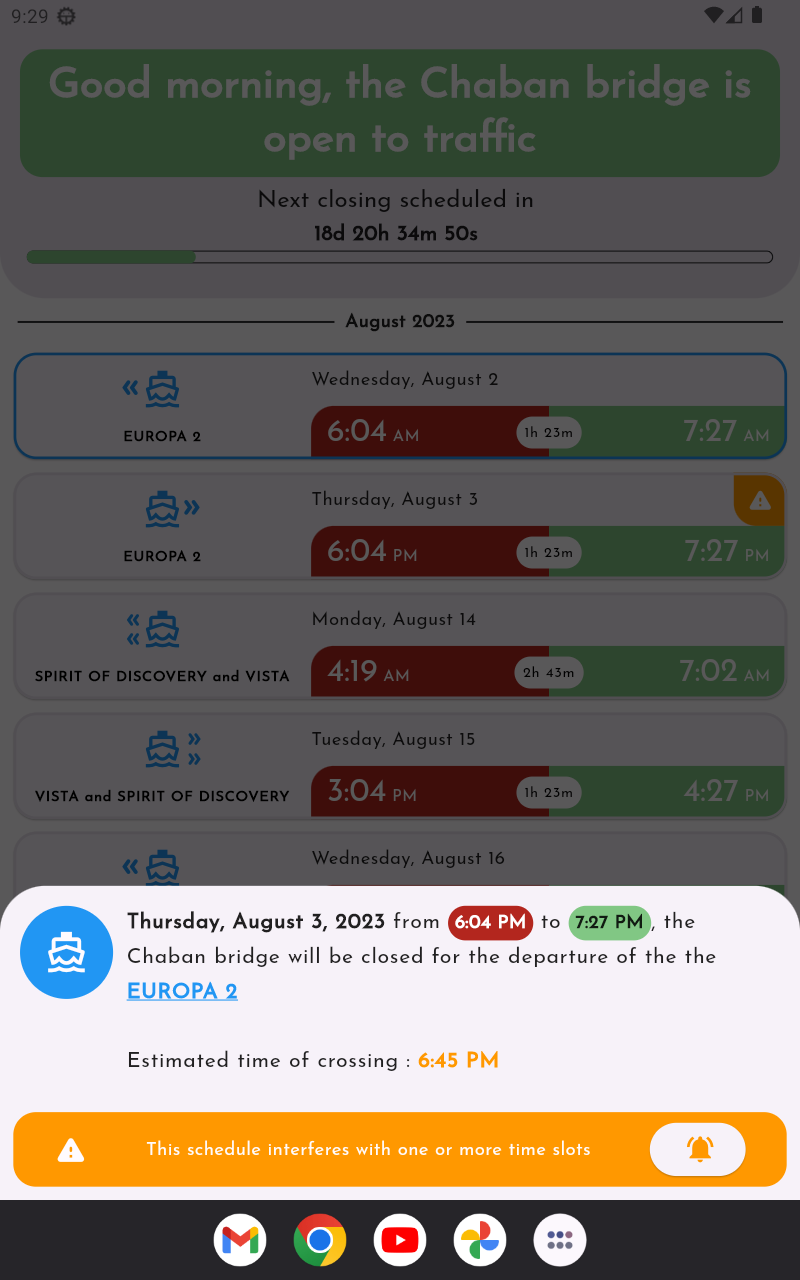 9:29
Good morning, the Chaban bridge is
open to traffic
Next closing scheduled in
18d 20h 34m 50s
August 2023
Wednesday, August 2
EUROPA 2
6:04 AM
1h 23m
7:27 AM
Thursday, August 3
EUROPA 2
6:04 PM
1h 23m
7:27 PM
Monday, August 14
SPIRIT OF DISCOVERY and VISTA
4:19 AM
2h 43m
7:02 AM
Tuesday, August 15
VISTA and SPIRIT OF DISCOVERY
3:04 PM
1h 23m
4:27 PM
Wednesday, August 16
Thursday, August 3, 2023 from 6:04 PM to 7:27 PM, the
Chaban bridge will be closed for the departure of the the
EUROPA 2
Estimated time of crossing : 6:45 PM
This schedule interferes with one or more time slots